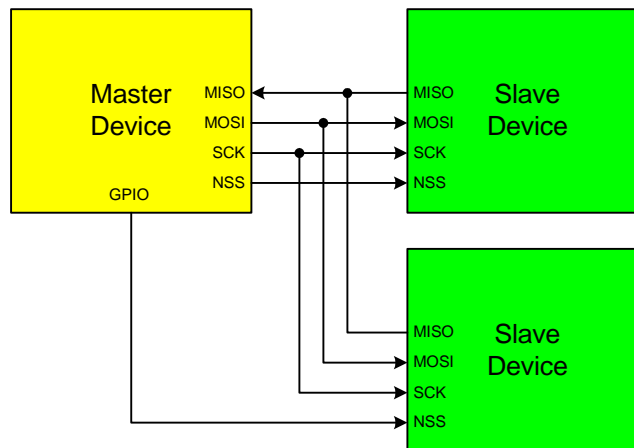 Master
Device
MISO
MOSI
SCK
NSS
GPIO
MISO
MOSI
SCK
NSS
Slave
Device
MISO
MOSI
SCK
NSS
Slave
Device